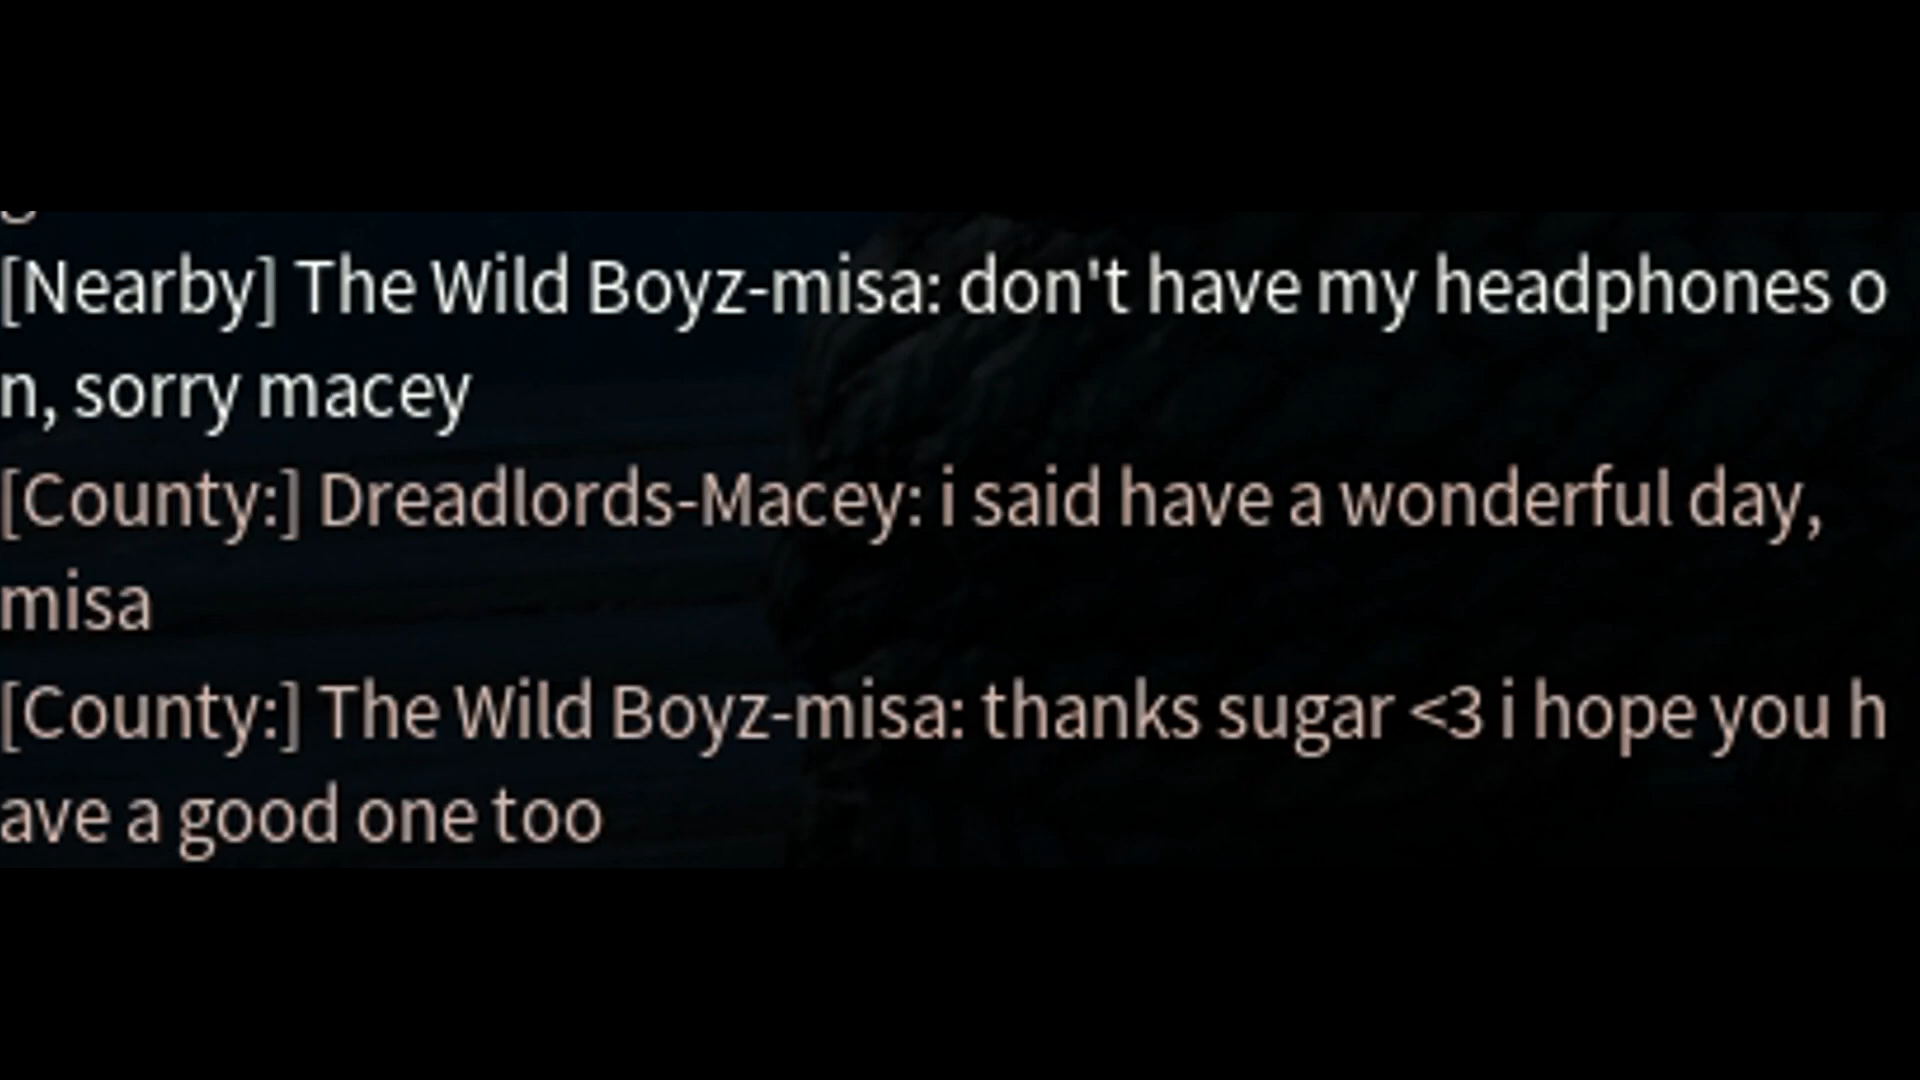 [Nearby] The Wild Boyz-misa: don't have my headphones o
n, sorry macey
[County:] Dreadlords-Macey: i said have a wonderful day,
misa
[County:] The Wild Boyz-misa: thanks sugar <3 i hope you h
ave a good one too